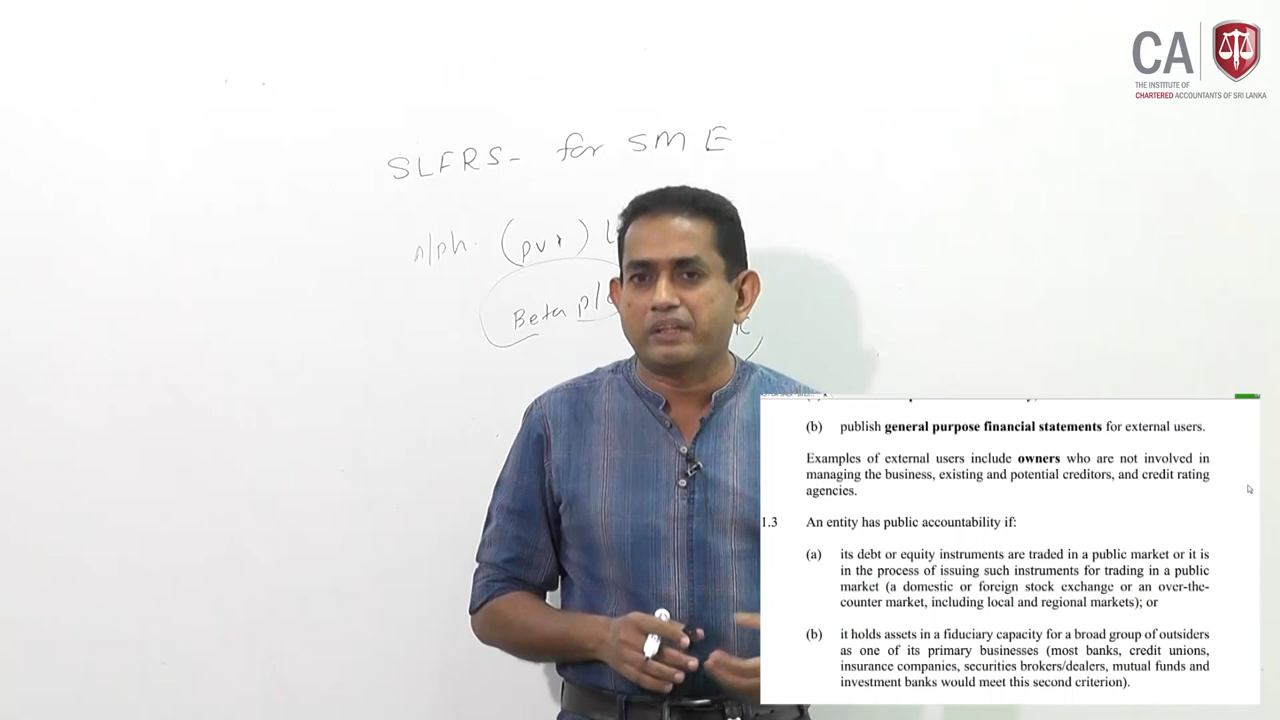 CA
THE INSTITUTE OF
CHARTERED ACCOUNTANTS OF SRI LANKA
SLFRS- for SME
(pvt)
Beta
(b) publish general purpose financial statements for external users.
Examples of external users include owners who are not involved in
managing the business, existing and potential creditors, and credit rating
agencies.
1.3 An entity has public accountability if:
(a) its debt or equity instruments are traded in a public market or it is
in the process of issuing such instruments for trading in a public
market (a domestic or foreign stock exchange or an over-the-
counter market, including local and regional markets); or
(b) it holds assets in a fiduciary capacity for a broad group of outsiders
as one of its primary businesses (most banks, credit unions,
insurance companies, securities brokers/dealers, mutual funds and
investment banks would meet this second criterion).